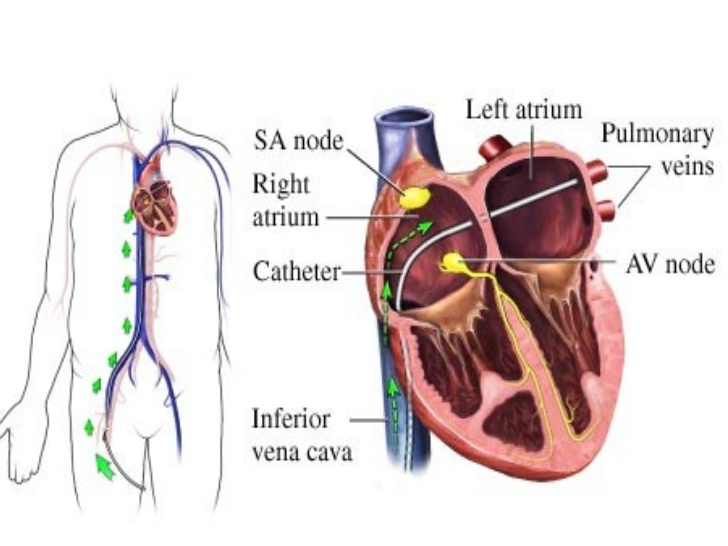 Left atrium
SA node
Pulmonary
veins
Right
atrium
Catheter
AV node
Inferior
vena cava